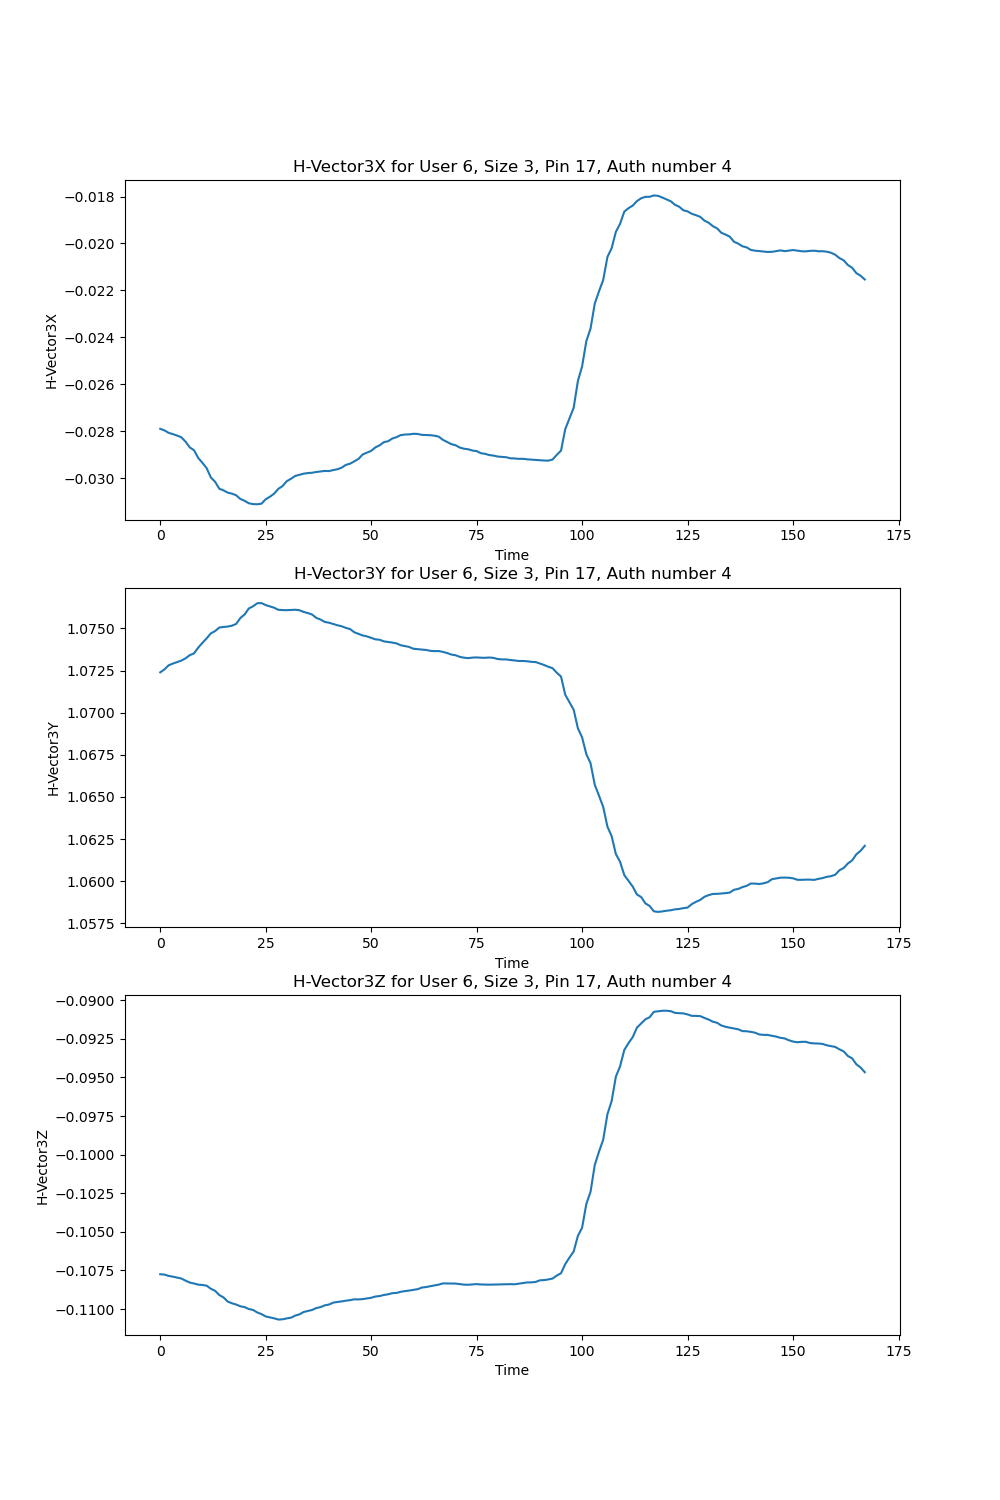 H-Vector3X for User 6, Size 3, Pin 17, Auth number 4
−0.018
−0.020
−0.022
−0.024
−0.026
−0.028
−0.030
H-Vector3X
0 25 50 75 100 125 150 175
Time
H-Vector3Y for User 6, Size 3, Pin 17, Auth number 4
1.0750
1.0725
1.0700
1.0675
1.0650
1.0625
1.0600
1.0575
H-Vector3Y
0 25 50 75 100 125 150 175
Time
H-Vector3Z for User 6, Size 3, Pin 17, Auth number 4
−0.0900
−0.0925
−0.0950
−0.0975
−0.1000
−0.1025
−0.1050
−0.1075
−0.1100
H-Vector3Z
0 25 50 75 100 125 150 175
Time